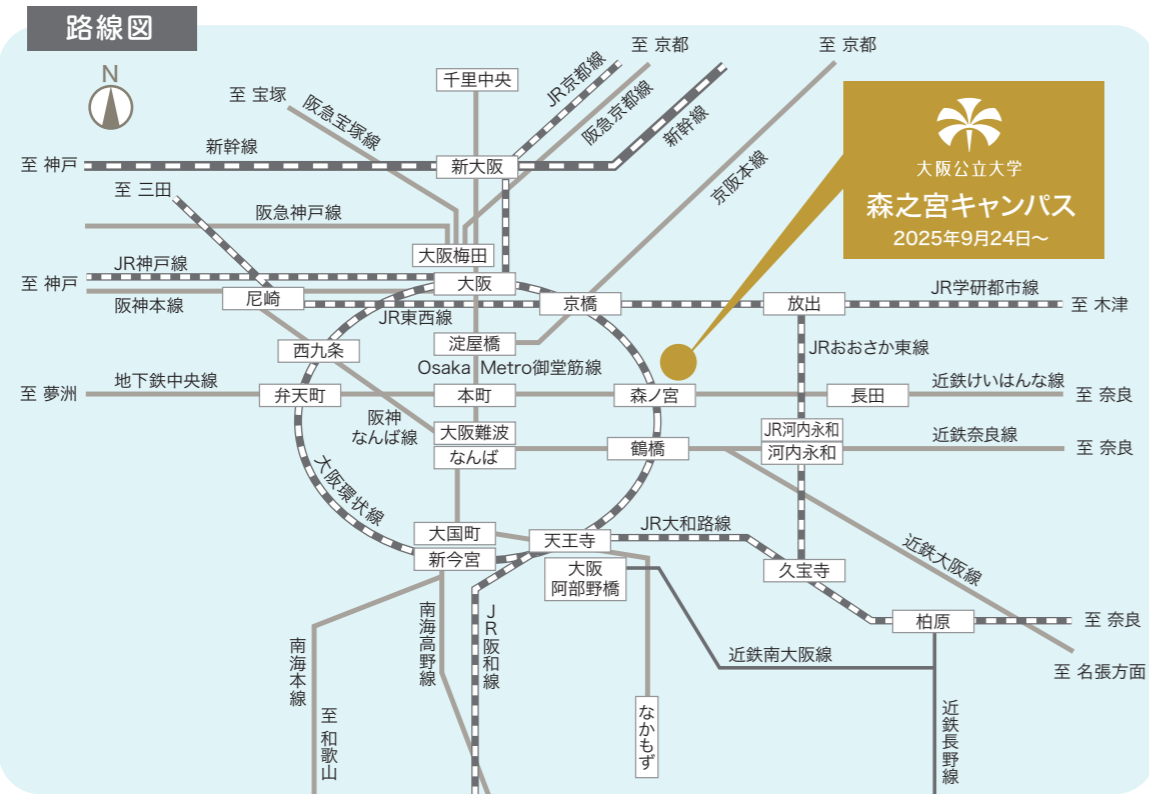 路線図
N
至 京都
至 京都
千里中央
JR京都線
阪急京都線
新幹線
至 宝塚
阪急宝塚線
新幹線
至 神戸
新大阪
京阪本線
大阪公立大学
森之宮キャンパス
2025年9月24日～
至 三田
阪急神戸線
大阪梅田
JR神戸線
至 神戸
大阪
阪神本線
尼崎
JR東西線
京橋
放出
JR学研都市線
至 木津
淀屋橋
西九条
JRおおさか東線
Osaka Metro御堂筋線
地下鉄中央線
至 夢洲
弁天町
本町
森ノ宮
長田
近鉄けいはんな線
至 奈良
阪神
なんば線
大阪難波
なんば
鶴橋
JR河内永和
河内永和
近鉄奈良線
至 奈良
大阪環状線
大国町
新今宮
天王寺
JR大和路線
大阪
阿部野橋
久宝寺
近鉄大阪線
柏原
至 奈良
南海本線
南海高野線
JR阪和線
近鉄南大阪線
至 名張方面
至 和歌山
なかもず
近鉄長野線